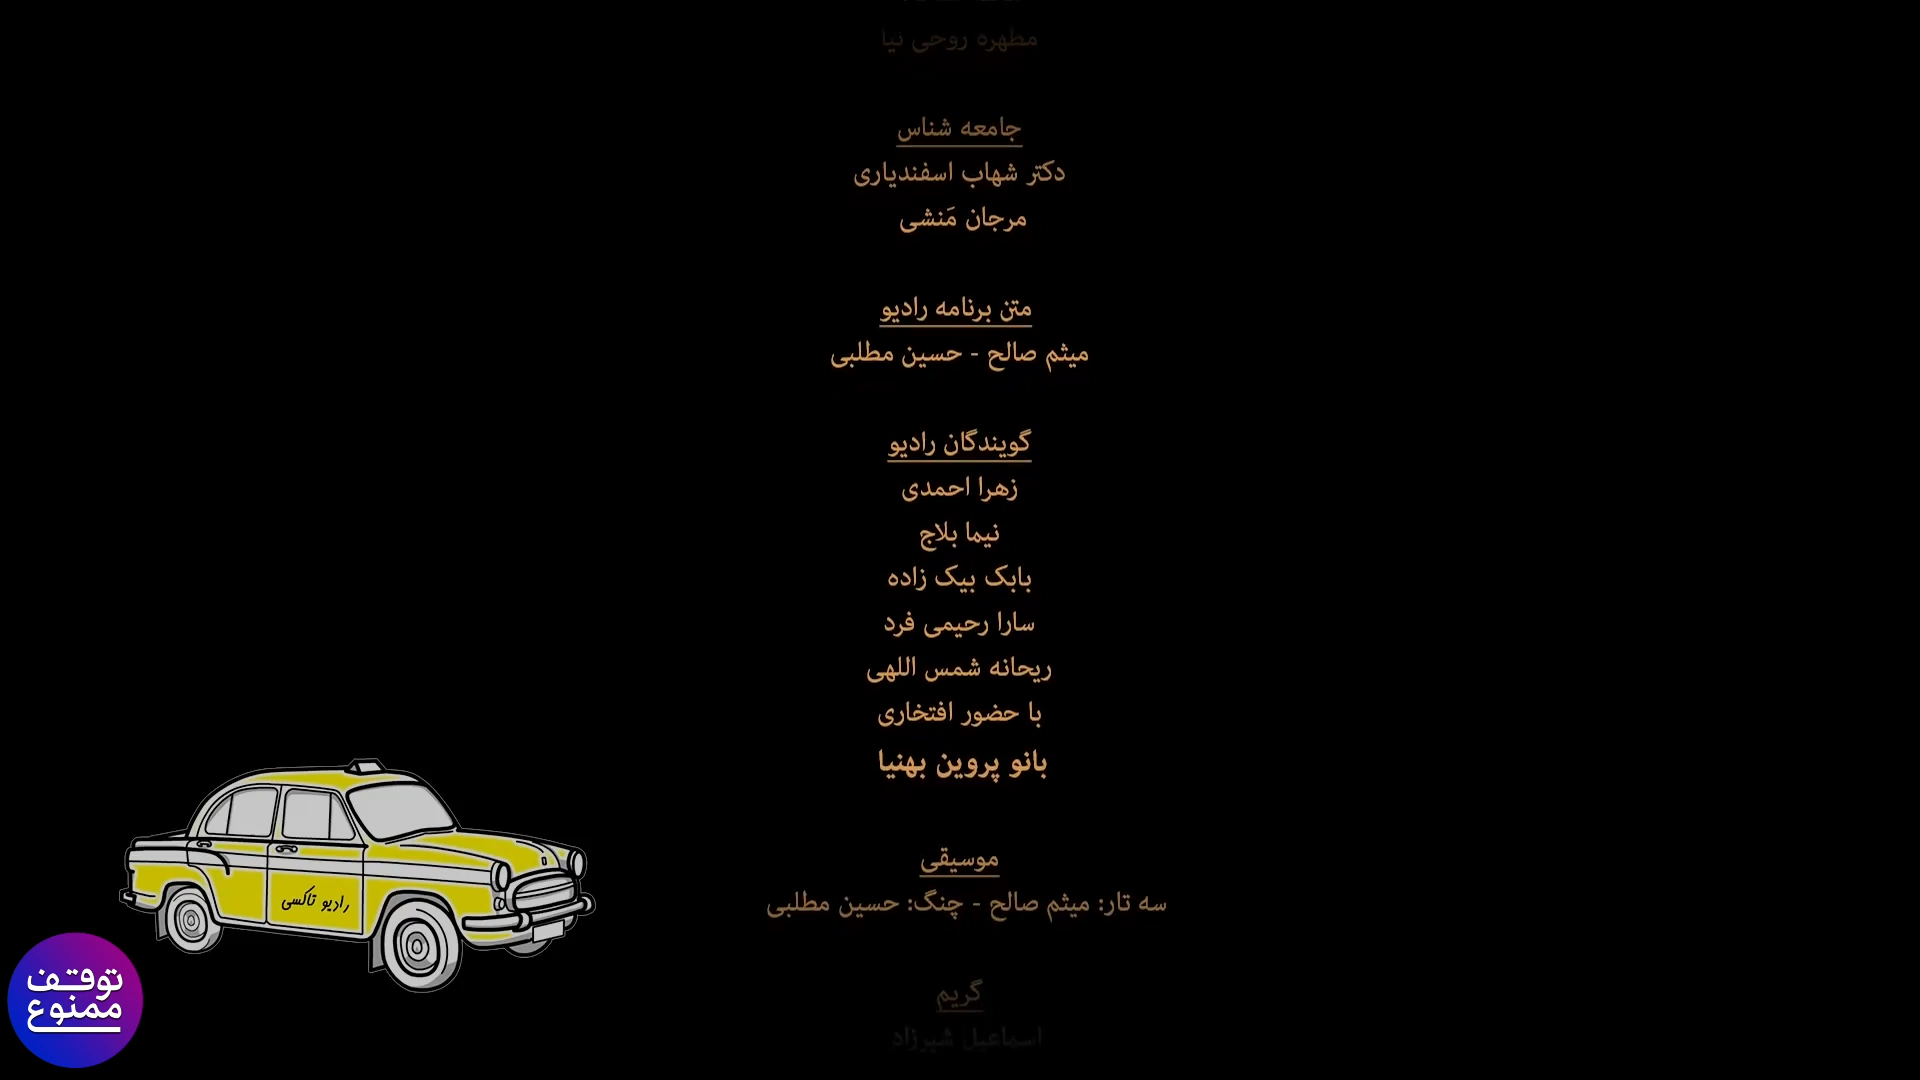 مطهره روحی نیا
جامعه شناس
دکتر شهاب اسفندیاری
مرجان مَنشی
متن برنامه رادیو
میثم صالح - حسین مطلبی
گویندگان رادیو
زهرا احمدی
نیما بلاج
بابک بیک زاده
سارا رحیمی فرد
ریحانه شمس اللهی
با حضور افتخاری
بانو پروین بهنیا
موسیقی
سه تار: میثم صالح - چنگ: حسین مطلبی
گریم
اسماعیل شیرزاد
رادیو تاکسی
توقف
ممنوع